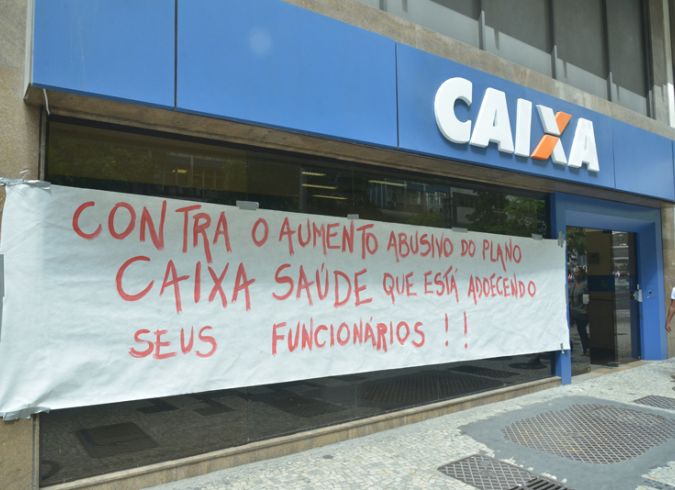 CAIXA
CONTRA O AUMENTO ABUSIVO DO PLANO
CAIXA SAÚDE QUE ESTÁ ADOECENDO
SEUS FUNCIONÁRIOS !!